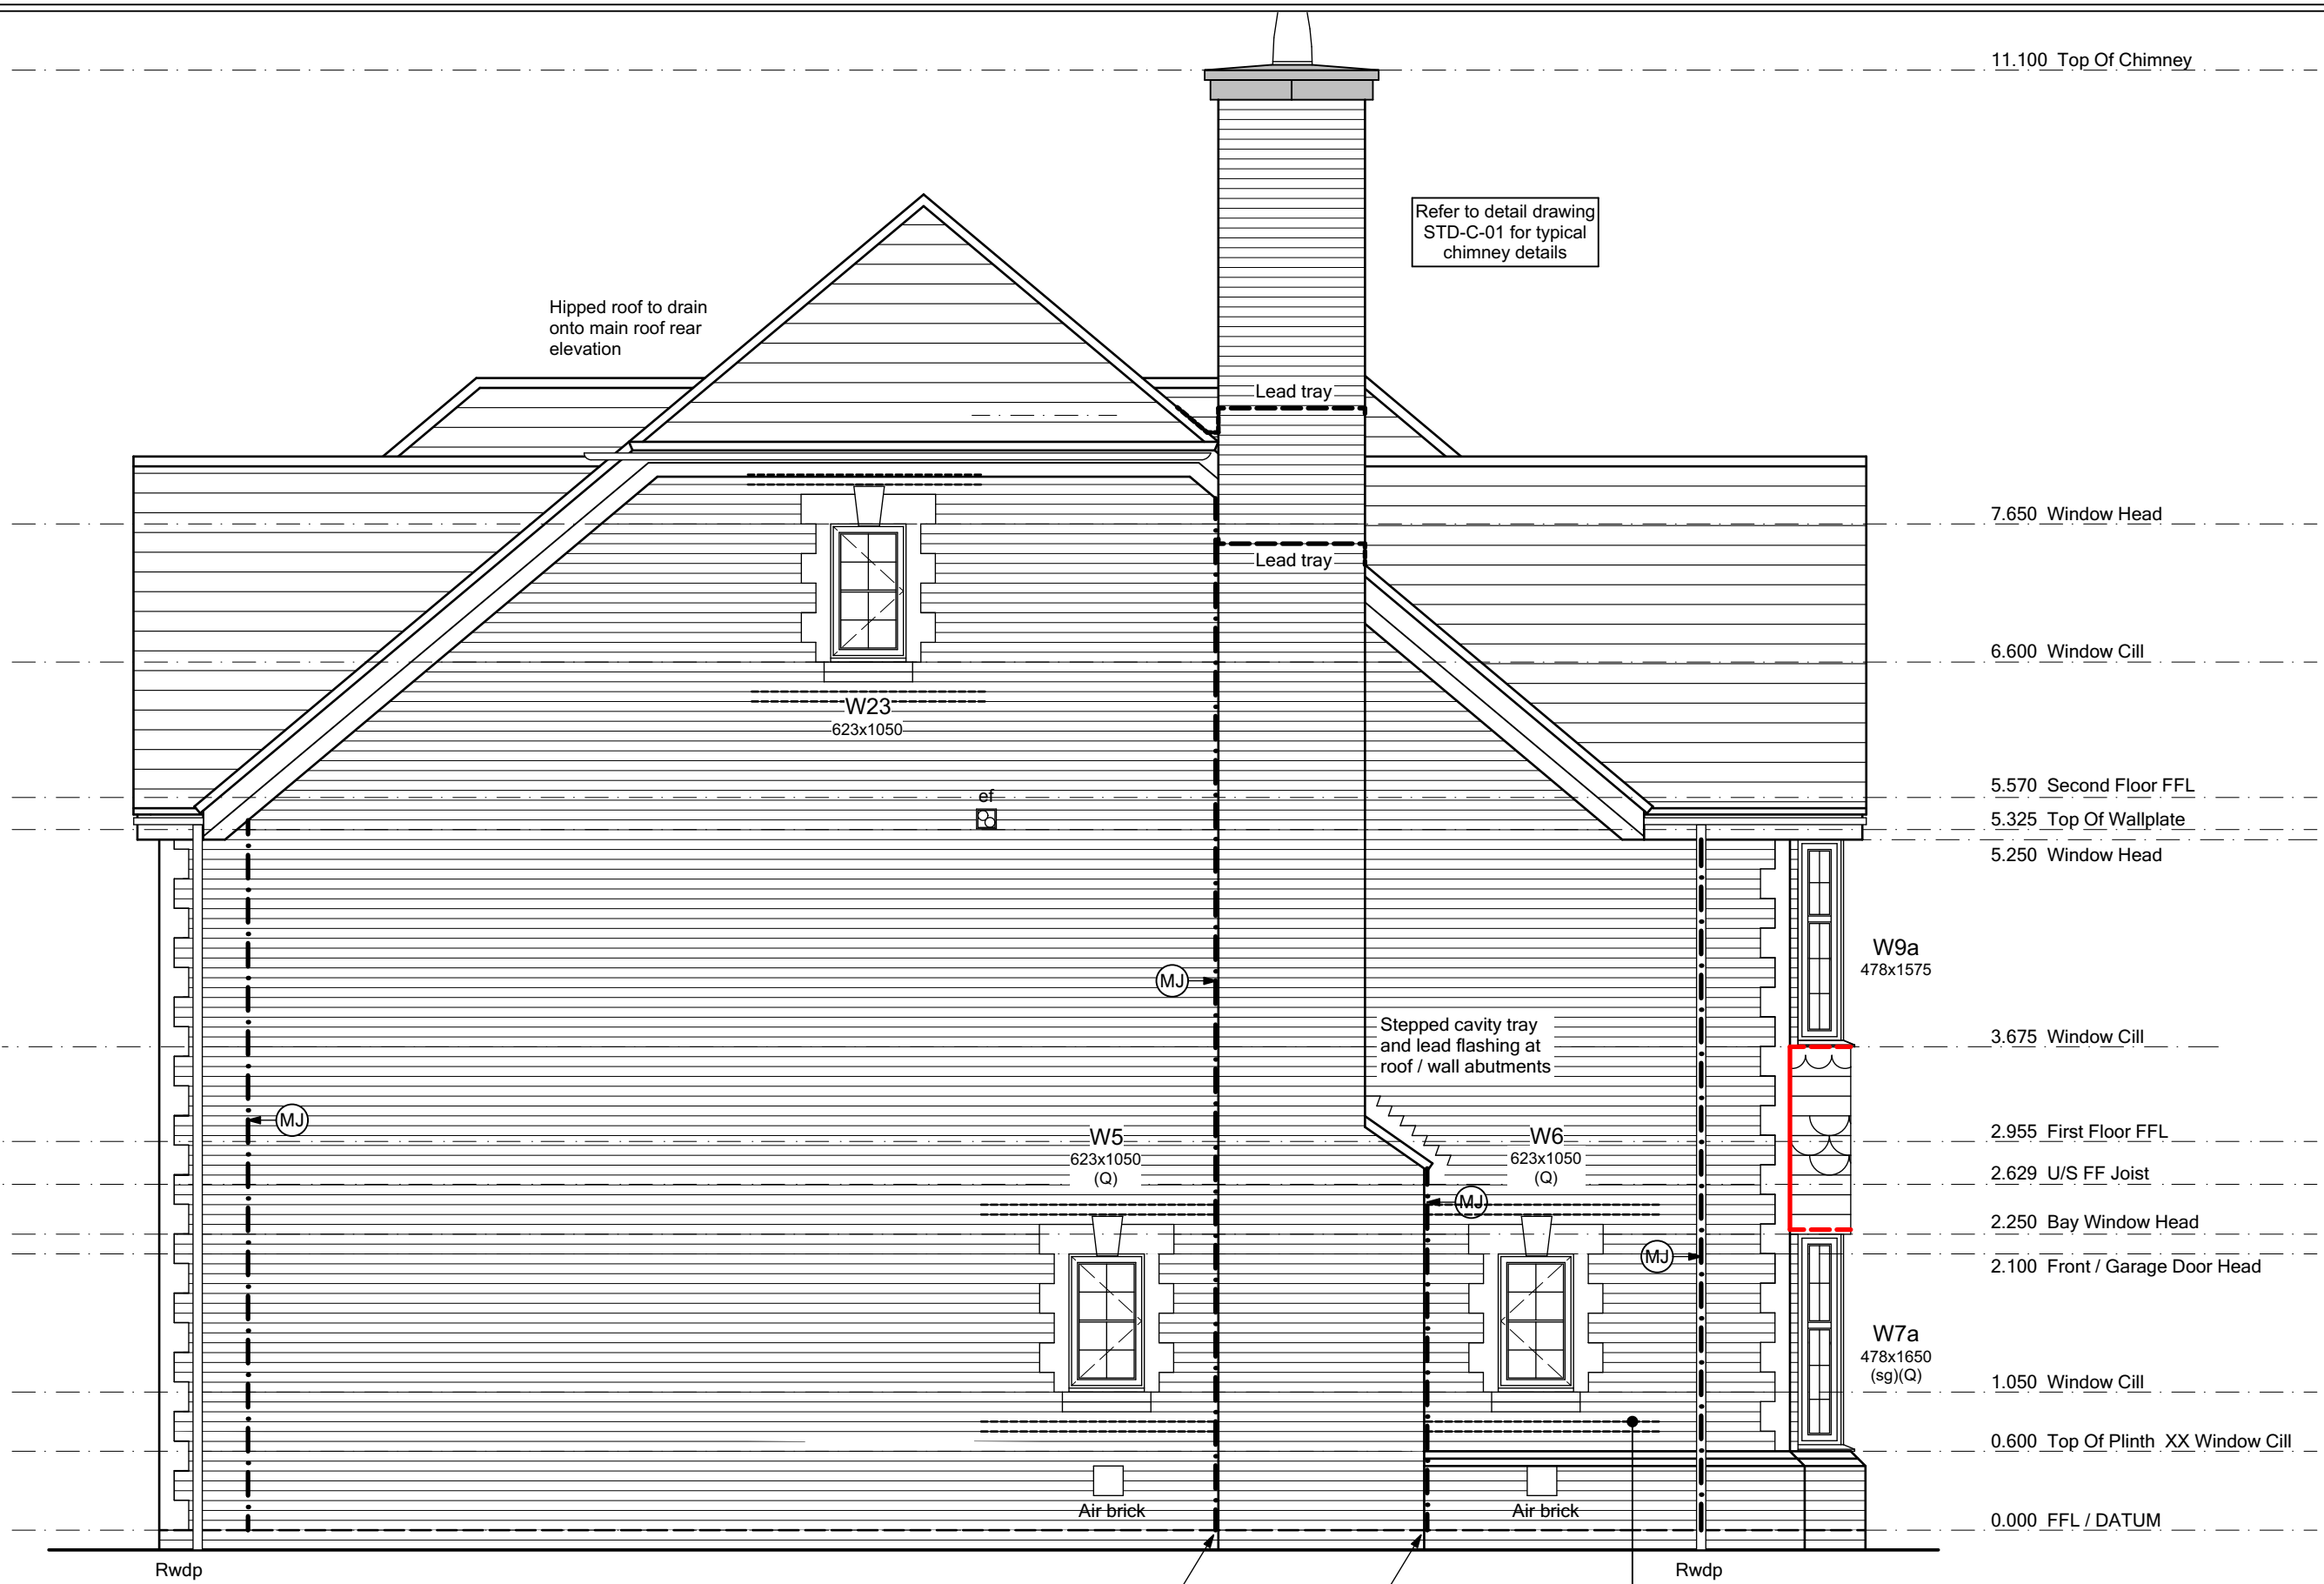 11.100 Top Of Chimney
Refer to detail drawing
STD-C-01 for typical
chimney details
Hipped roof to drain
onto main roof rear
elevation
Lead tray
7.650 Window Head
Lead tray
6.600 Window Cill
W23
623x1050
5.570 Second Floor FFL
ef
5.325 Top Of Wallplate
5.250 Window Head
W9a
478x1575
MJ
Stepped cavity tray
and lead flashing at
roof / wall abutments
3.675 Window Cill
MJ
2.955 First Floor FFL
W5
623x1050
(Q)
W6
623x1050
(Q)
2.629 U/S FF Joist
MJ
2.250 Bay Window Head
MJ
2.100 Front / Garage Door Head
W7a
478x1650
(sg)(Q)
1.050 Window Cill
0.600 Top Of Plinth XX Window Cill
Air brick
Air brick
0.000 FFL / DATUM
Rwdp
Rwdp